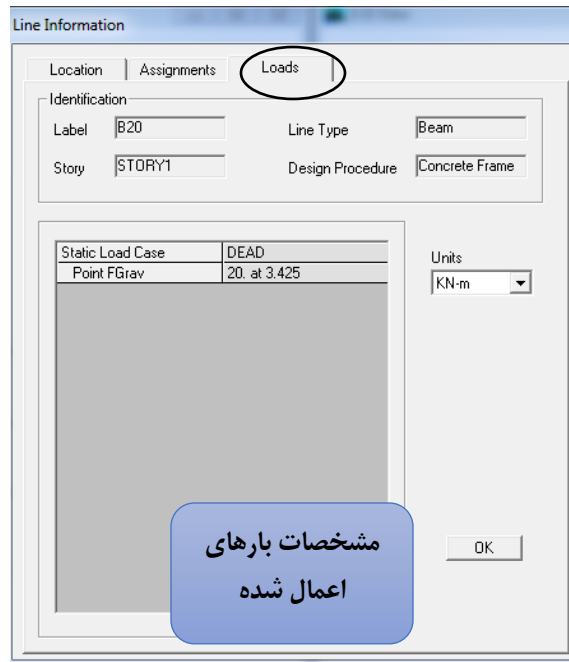 Line Information
Location Assignments Loads
Identification
Label B20 Line Type Beam
Story STORY1 Design Procedure Concrete Frame
Static Load Case DEAD
Point FGrav 20. at 3.425
Units
KN-m
مشخصات بارهای
اعمال شده
OK